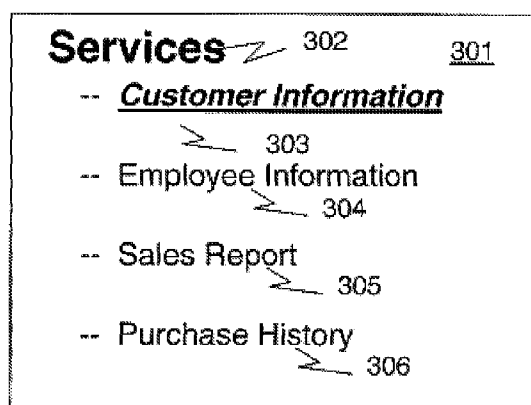 Services 302 301
-- Customer Information
303
-- Employee Information
304
-- Sales Report
305
-- Purchase History
306